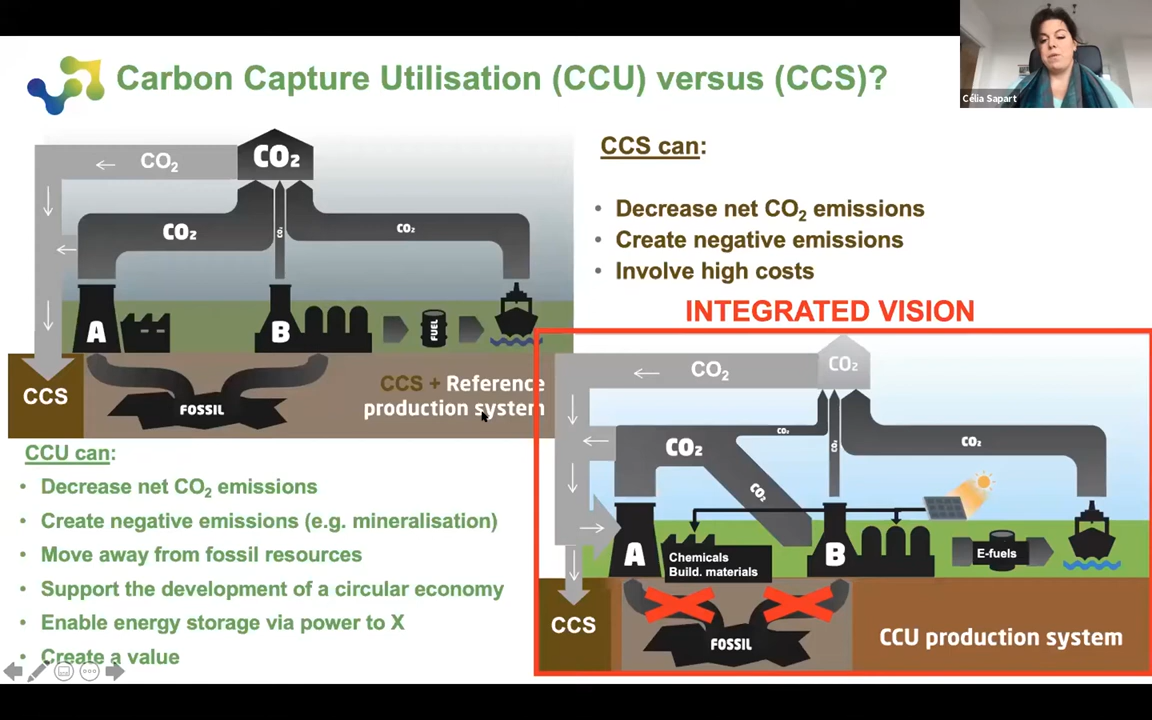 Carbon Capture Utilisation (CCU) versus (CCS)?
Célia Sapart
CO₂
CO₂
CO₂
CO₂
CO₂
A
B
FUEL
CCS
FOSSIL
CCS + Reference
production system
CCS can:
• Decrease net CO₂ emissions
• Create negative emissions
• Involve high costs
INTEGRATED VISION
CCU can:
• Decrease net CO₂ emissions
• Create negative emissions (e.g. mineralisation)
• Move away from fossil resources
• Support the development of a circular economy
• Enable energy storage via power to X
• Create a value
CO₂
CO₂
CO₂
CO₂
CO₂
CO₂
CO₂
A
Chemicals
Build. materials
B
E-fuels
CCS
FOSSIL
CCU production system